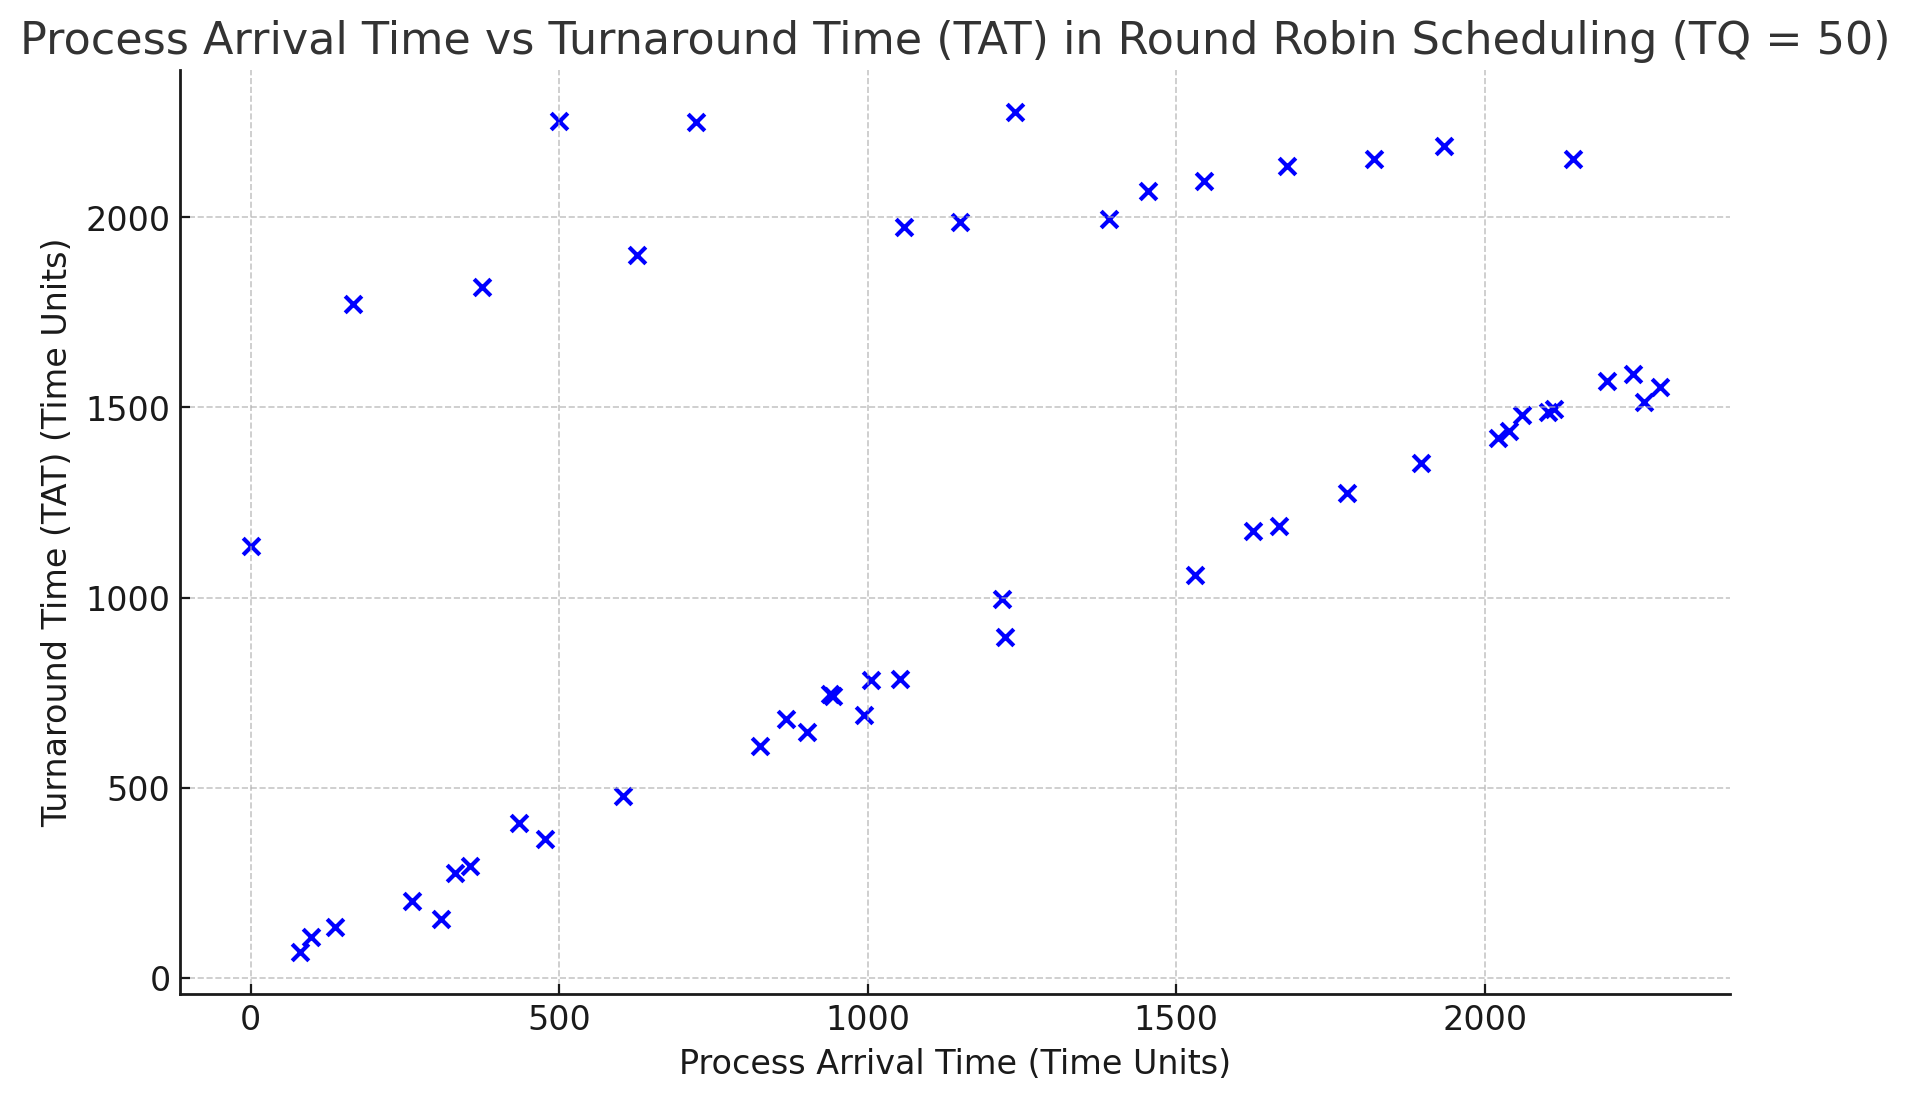 Process Arrival Time vs Turnaround Time (TAT) in Round Robin Scheduling (TQ = 50)
Turnaround Time (TAT) (Time Units)
2000
1500
1000
500
0
0 500 1000 1500 2000
Process Arrival Time (Time Units)